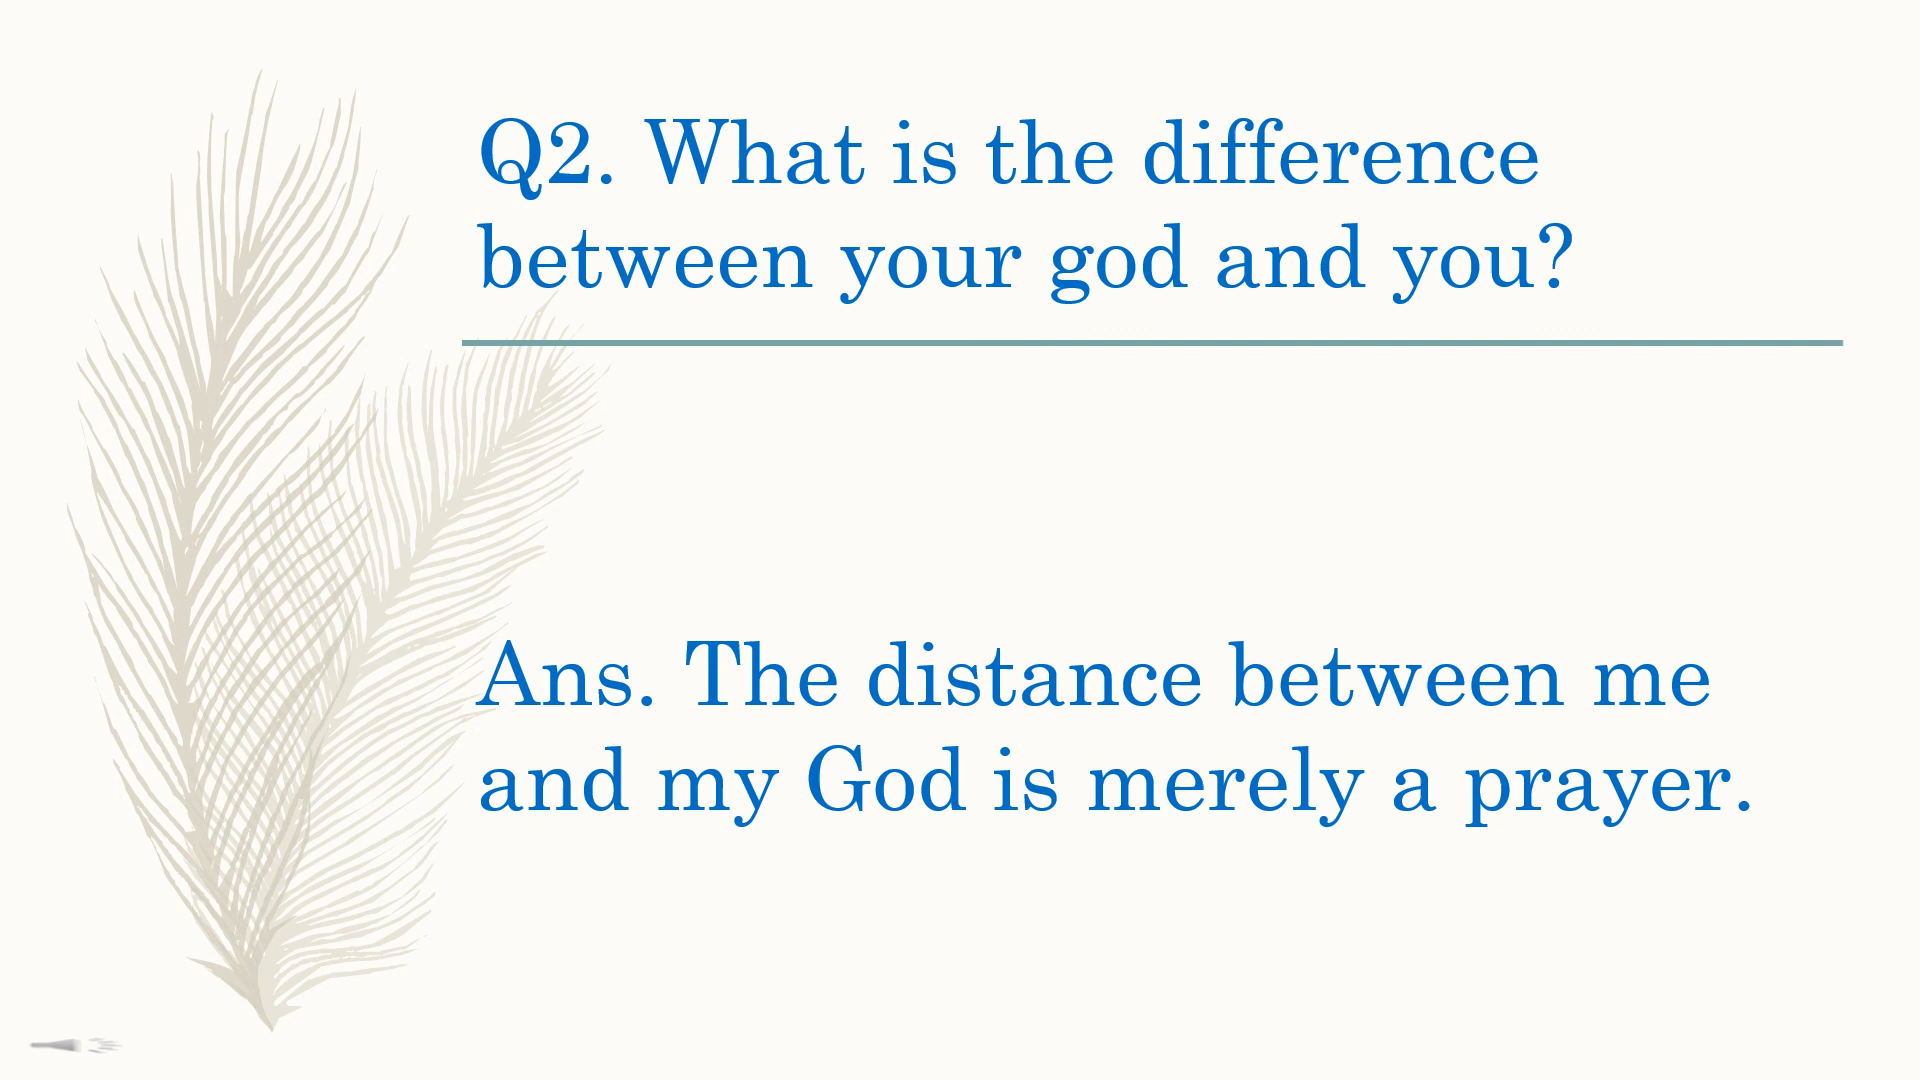 Q2. What is the difference
between your god and you?
Ans. The distance between me
and my God is merely a prayer.